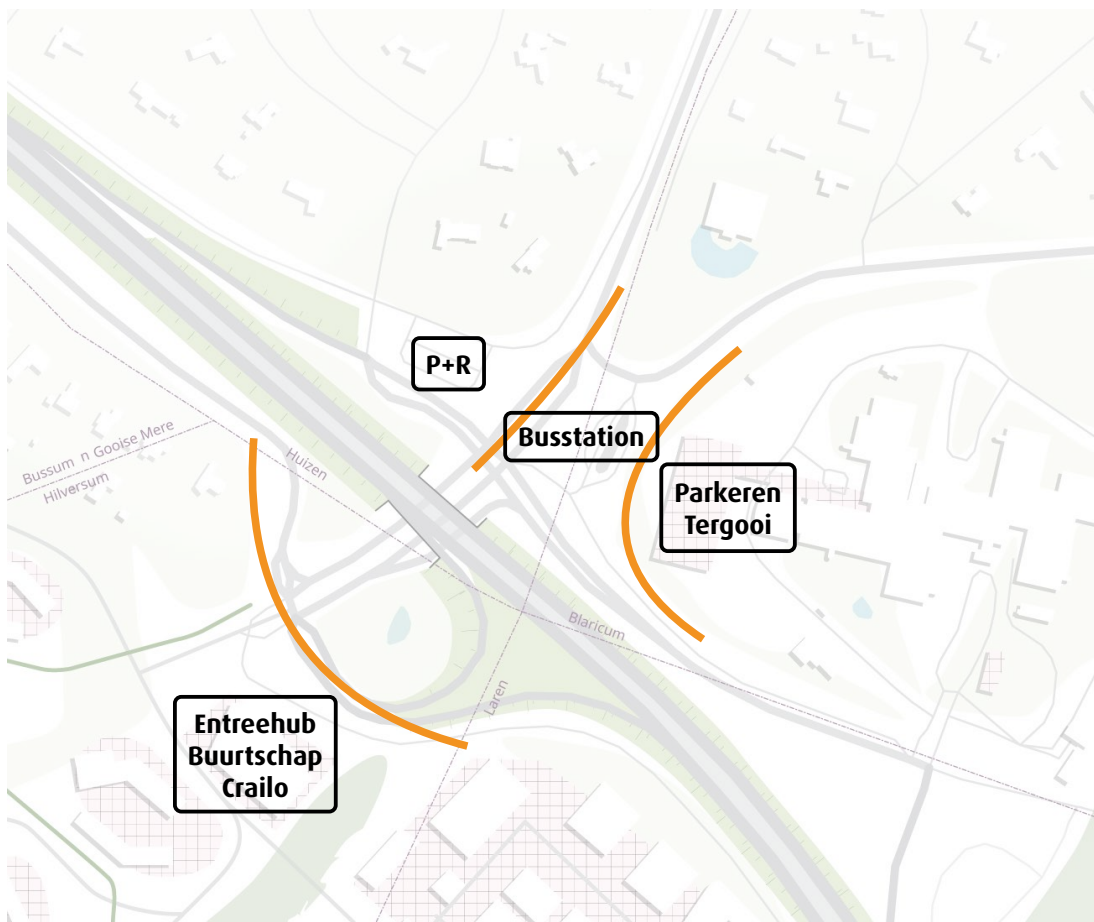 P+R
Busstation
Parkeren
Tergooi
Bussum n Gooise Mere
Hilversum
Huizen
Blaricum
Laren
Entreehub
Buurtschap
Crailo